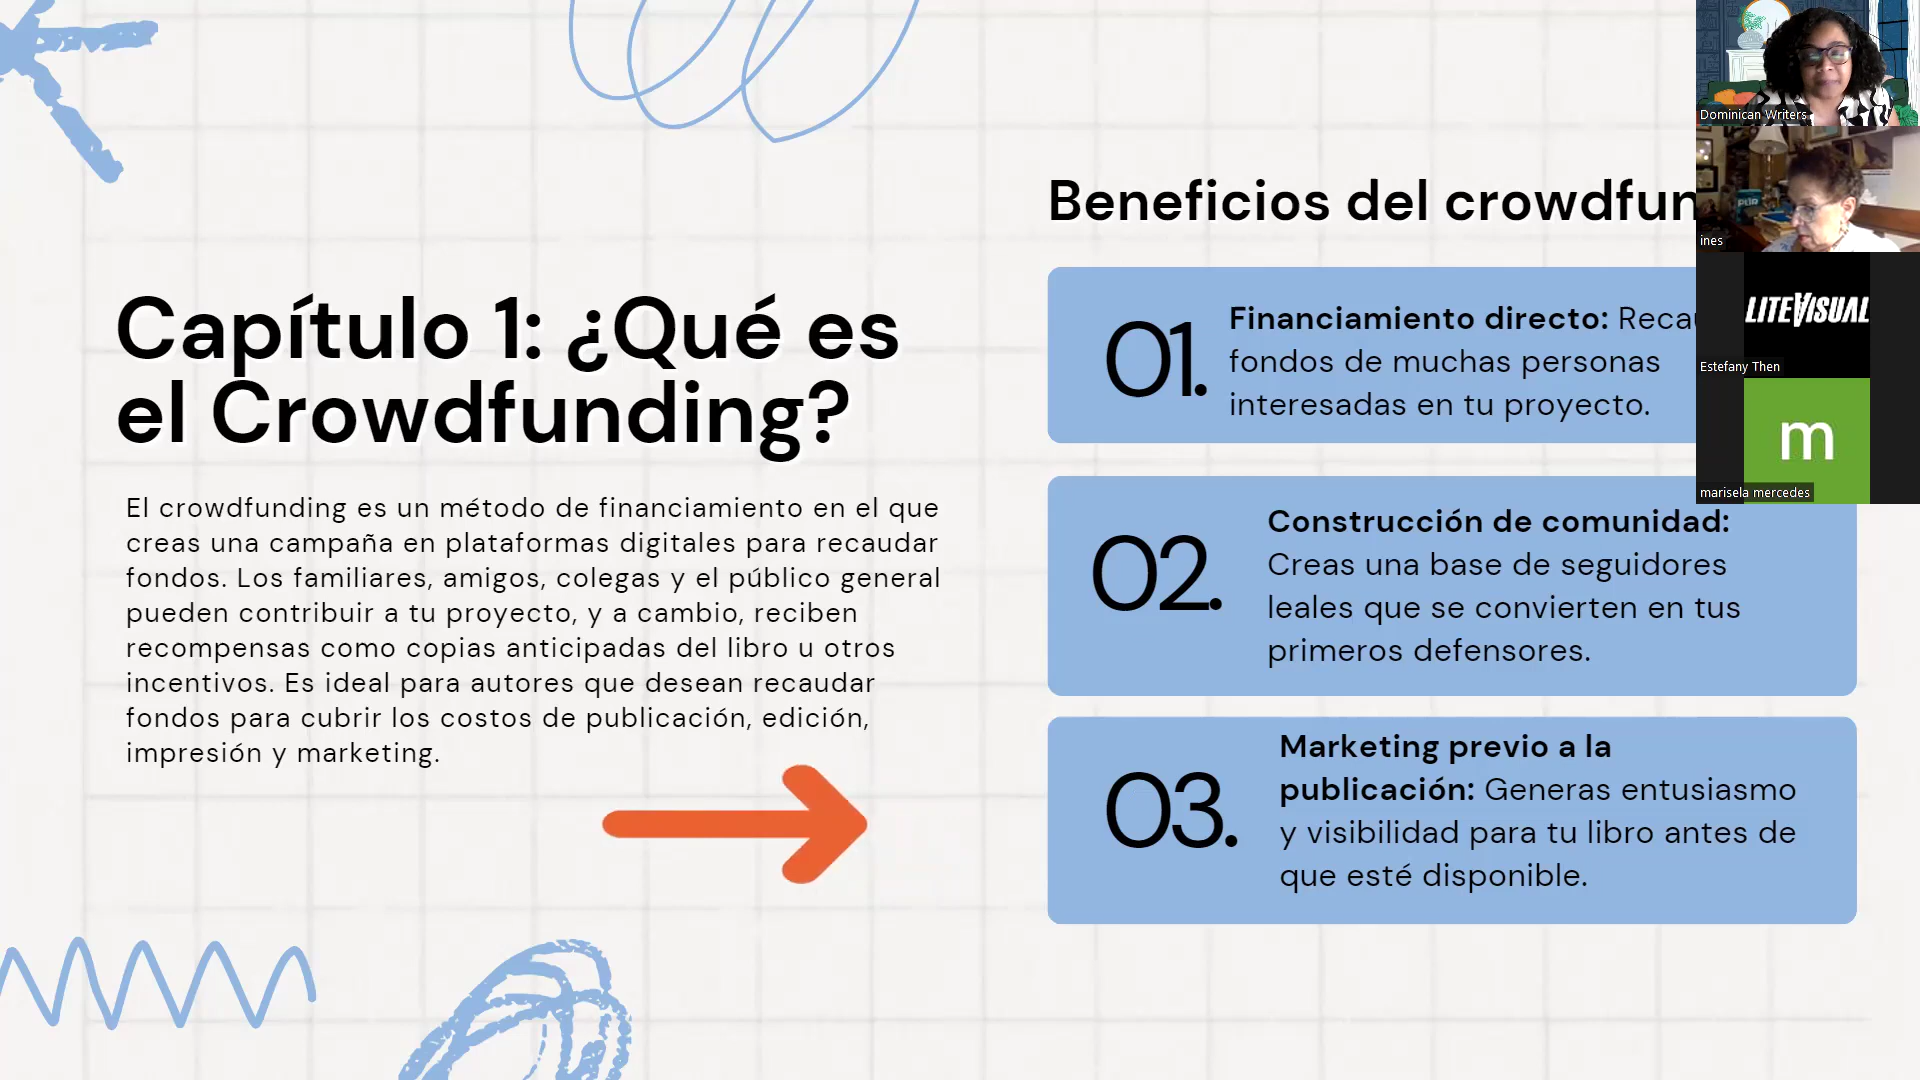 Capítulo 1: ¿Qué es
el Crowdfunding?
El crowdfunding es un método de financiamiento en el que
creas una campaña en plataformas digitales para recaudar
fondos. Los familiares, amigos, colegas y el público general
pueden contribuir a tu proyecto, y a cambio, reciben
recompensas como copias anticipadas del libro u otros
incentivos. Es ideal para autores que desean recaudar
fondos para cubrir los costos de publicación, edición,
impresión y marketing.
Beneficios del
01.
Financiamiento directo:
fondos de muchas personas
interesadas en tu proyecto.
02.
Construcción de comunidad:
Creas una base de seguidores
leales que se convierten en tus
primeros defensores.
03.
Marketing previo a la
publicación: Generas entusiasmo
y visibilidad para tu libro antes de
que esté disponible.
Dominican Writers
ines
LITEVISUAL
Estefany Then
m
marisela mercedes